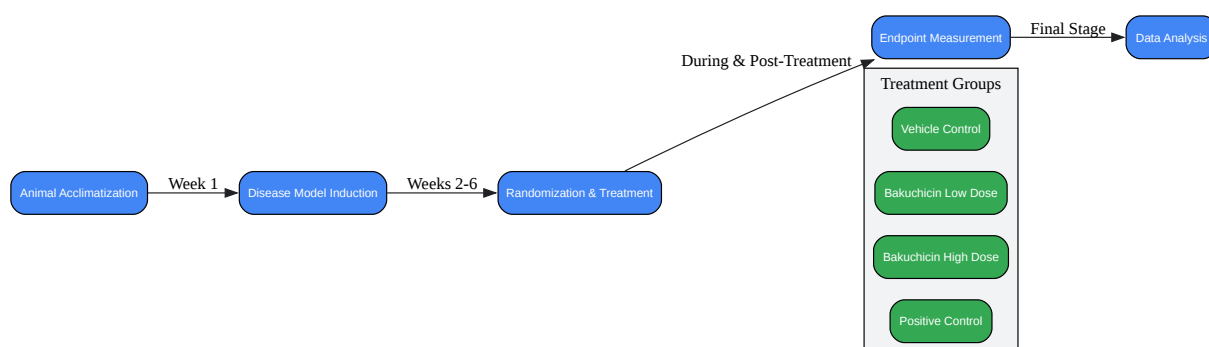 Endpoint Measurement
Final Stage
Data Analysis
During & Post-Treatment
Treatment Groups
Vehicle Control
Animal Acclimatization
Week 1
Disease Model Induction
Weeks 2-6
Randomization & Treatment
Bakuchicin Low Dose
Bakuchicin High Dose
Positive Control